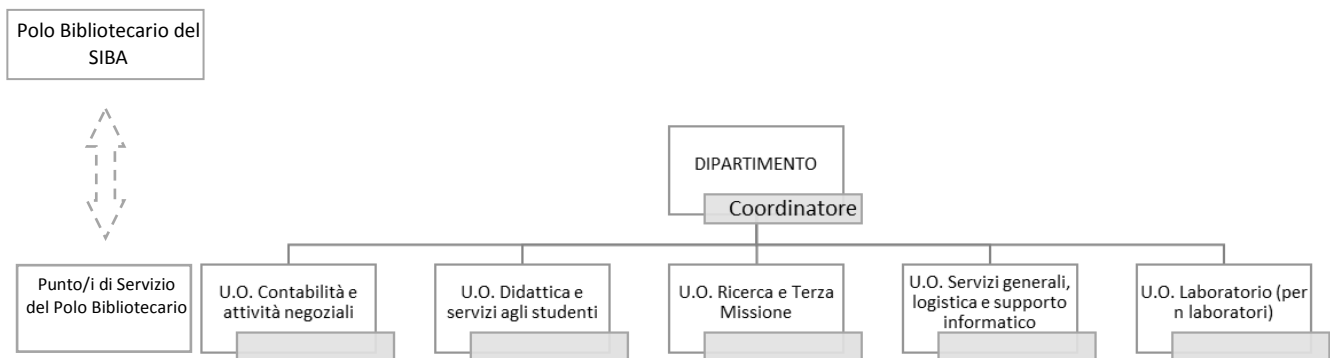 Polo Bibliotecario del
SIBA
DIPARTIMENTO
Coordinatore
Punto/i di Servizio
del Polo Bibliotecario
U.O. Contabilità e
attività negoziali
U.O. Didattica e
servizi agli studenti
U.O. Ricerca e Terza
Missione
U.O. Servizi generali,
logistica e supporto
informatico
U.O. Laboratorio (per
n laboratori)